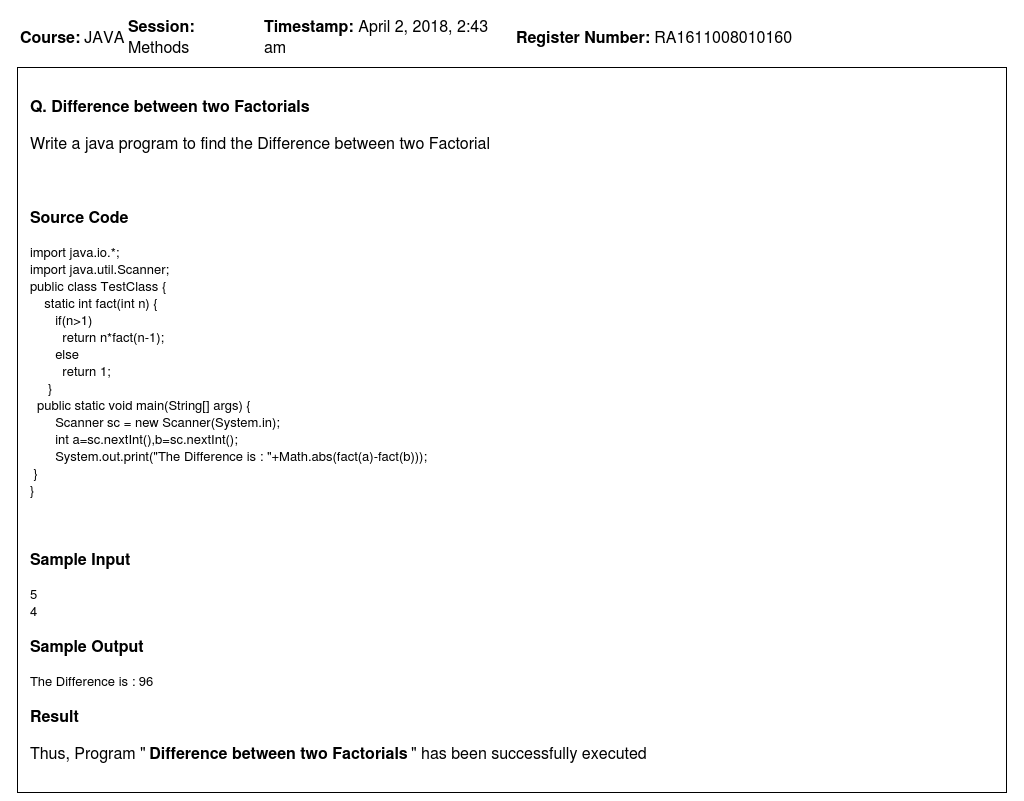 Course: JAVA Session: Methods Timestamp: April 2, 2018, 2:43 am Register Number: RA1611008010160
Q. Difference between two Factorials
Write a java program to find the Difference between two Factorial
Source Code
import java.io.*;
import java.util.Scanner;
public class TestClass {
    static int fact(int n) {
       if(n>1)
         return n*fact(n-1);
       else
         return 1;
     }
  public static void main(String[] args) {
       Scanner sc = new Scanner(System.in);
       int a=sc.nextInt(),b=sc.nextInt();
       System.out.print("The Difference is : "+Math.abs(fact(a)-fact(b)));
 }
}
Sample Input
5
4
Sample Output
The Difference is : 96
Result
Thus, Program " Difference between two Factorials " has been successfully executed